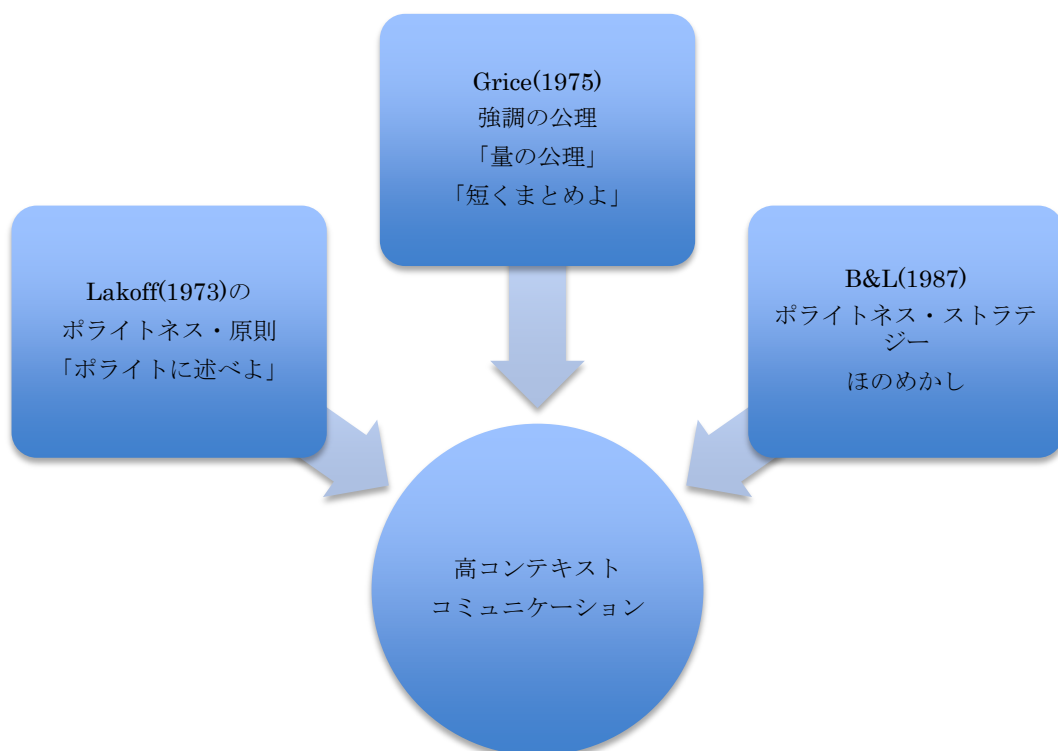 Grice(1975)
強調の公理
「量の公理」
「短くまとめよ」
Lakoff(1973)の
ポライトネス・原則
「ポライトに述べよ」
B&L(1987)
ポライトネス・ストラテ
ジー
ほのめかし
高コンテキスト
コミュニケーション